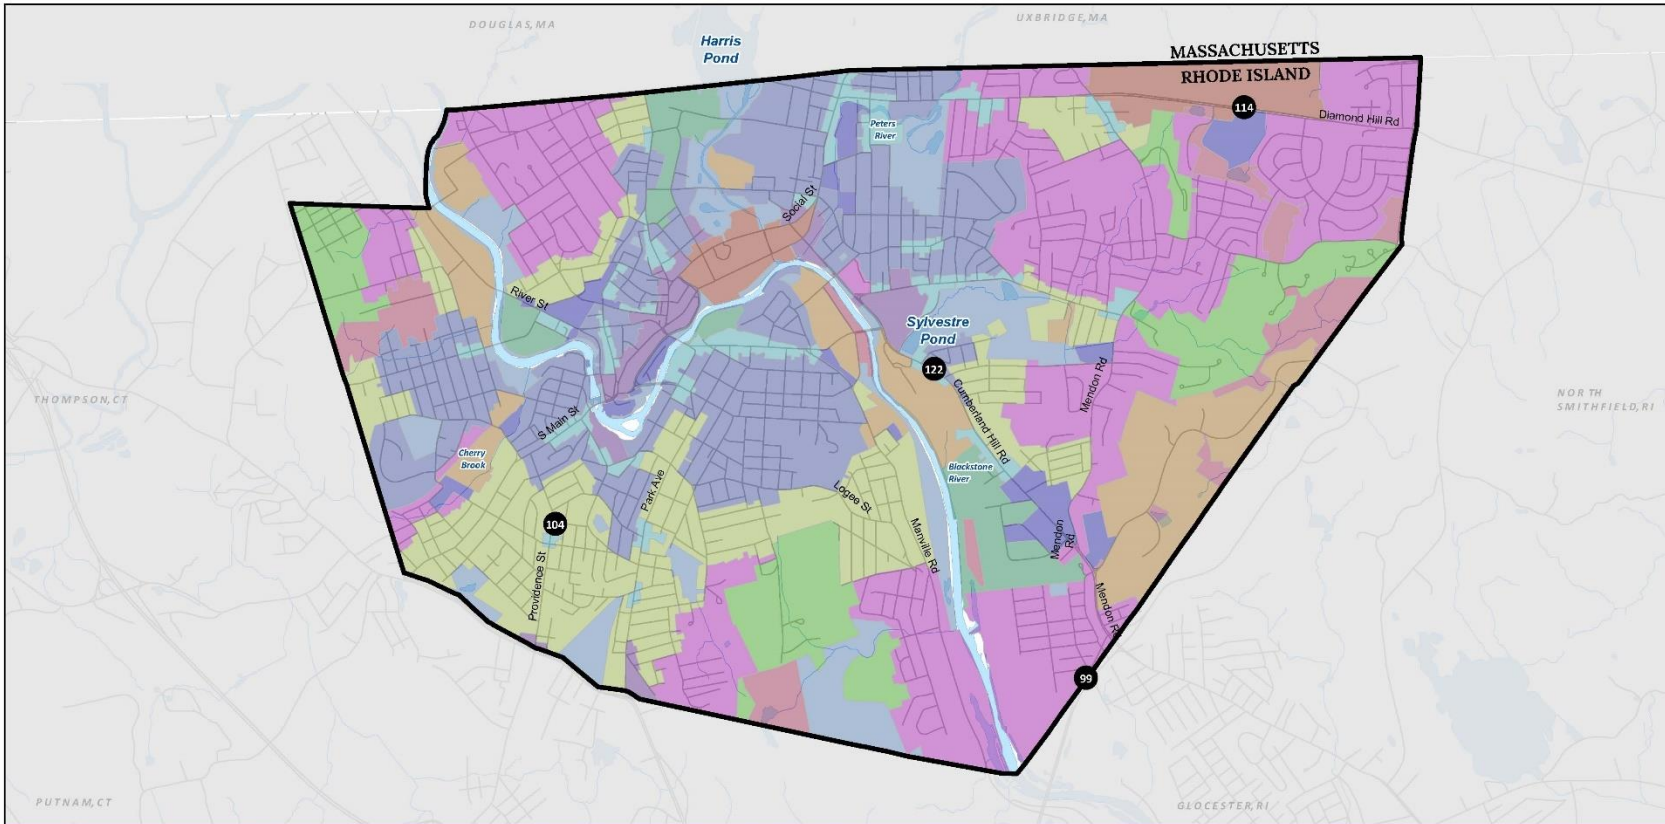 DOUGLAS,MA
UXBRIDGE,MA
Harris
Pond
MASSACHUSETTS
RHODE ISLAND
114
Diamond Hill Rd
Peters
River
Social St
River St
Sylvestre
Pond
122
Mendon Rd
THOMPSON,CT
NORTH
SMITHFIELD,RI
Cumberland Hill Rd
S Main St
Cherry
Brook
Blackstone
River
Park Ave
Logee St
104
Manville Rd
Mendon
Rd
Providence St
Mendon Rd
99
PUTNAM,CT
GLOCESTER,RI